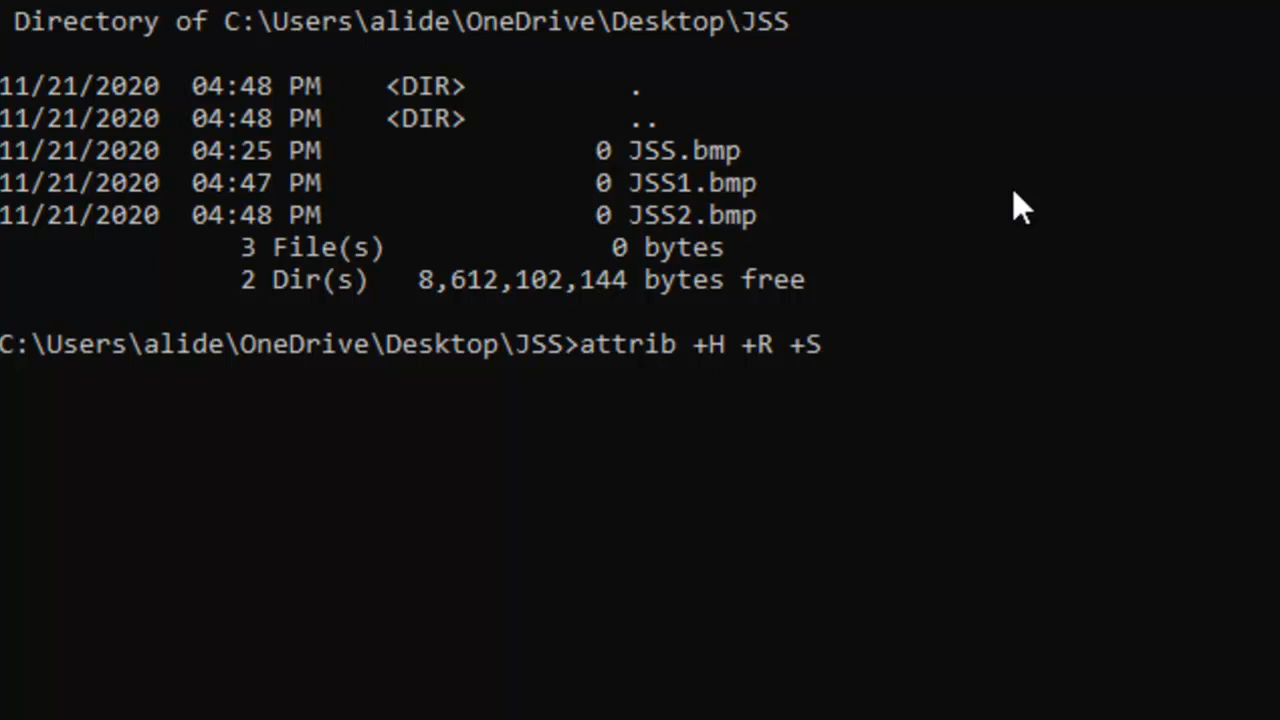 Directory of C:\Users\alide\OneDrive\Desktop\JSS
11/21/2020  04:48 PM    <DIR>          .
11/21/2020  04:48 PM    <DIR>          ..
11/21/2020  04:25 PM                 0 JSS.bmp
11/21/2020  04:47 PM                 0 JSS1.bmp
11/21/2020  04:48 PM                 0 JSS2.bmp
3 File(s)              0 bytes
2 Dir(s)   8,612,102,144 bytes free
C:\Users\alide\OneDrive\Desktop\JSS>attrib +H +R +S